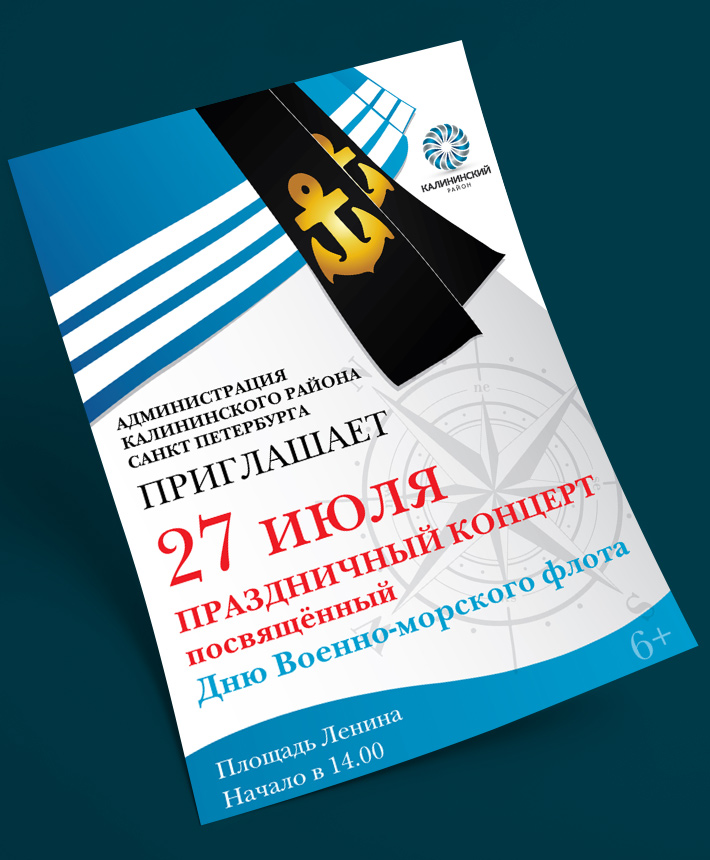 КАЛИНИНСКИЙ
РАЙОН
АДМИНИСТРАЦИЯ
КАЛИНИНСКОГО РАЙОНА
САНКТ ПЕТЕРБУРГА
ПРИГЛАШАЕТ
ne
27 ИЮЛЯ
ПРАЗДНИЧНЫЙ КОНЦЕРТ
посвящённый
Дню Военно-морского флота
S
6+
Площадь Ленина
Начало в 14.00